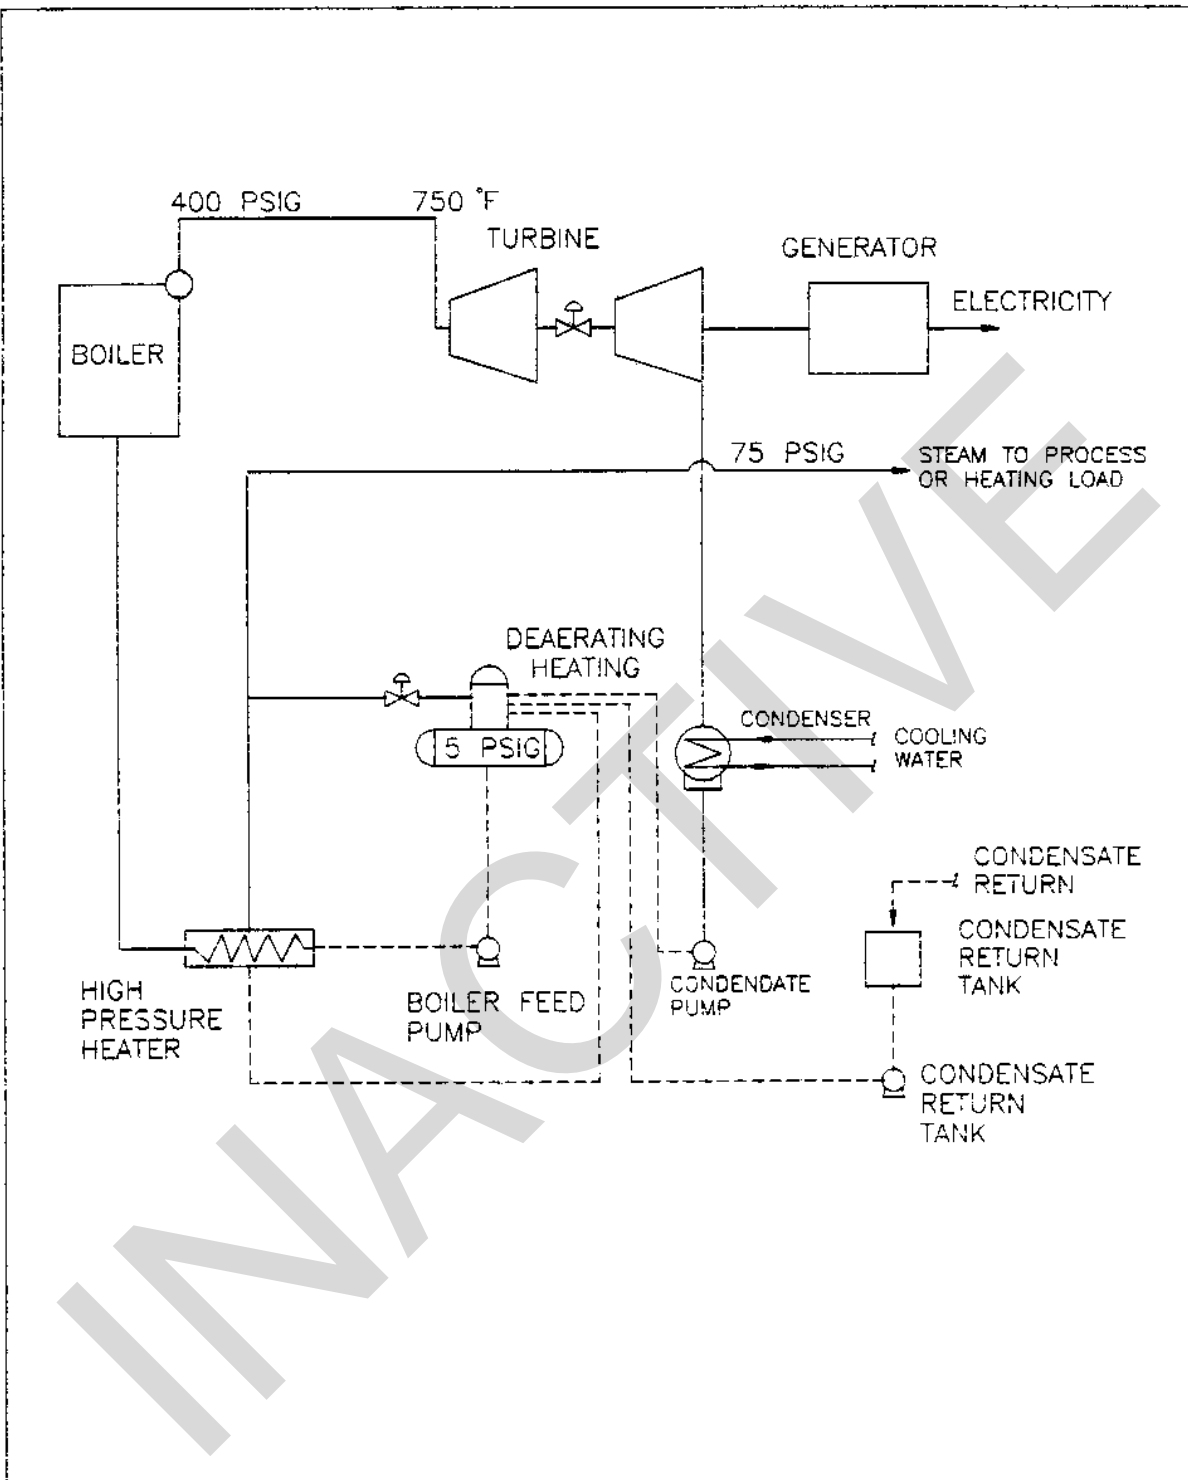 400 PSIG
750 °F
TURBINE
GENERATOR
ELECTRICITY
BOILER
75 PSIG
STEAM TO PROCESS
OR HEATING LOAD
DEAERATING
HEATING
5 PSIG
CONDENSER
COOLING
WATER
CONDENSATE
RETURN
CONDENSATE
RETURN
TANK
HIGH
PRESSURE
HEATER
BOILER FEED
PUMP
CONDENDATE
PUMP
CONDENSATE
RETURN
TANK
INACTIVE